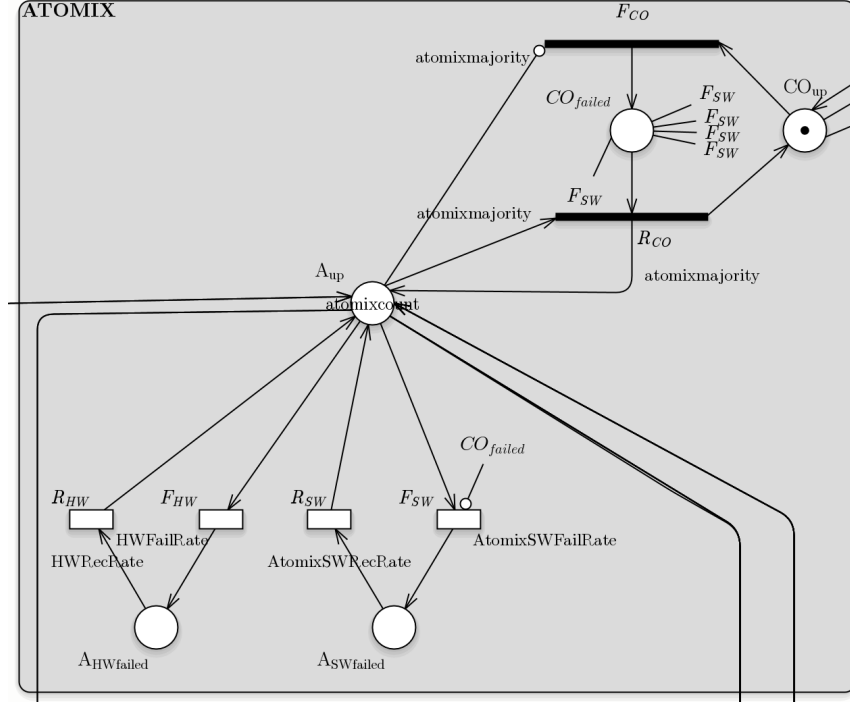 ATOMIX
F_CO
atomixmajority
CO_up
CO_failed
F_SW
F_SW
F_SW
F_SW
F_SW
atomixmajority
R_CO
A_up
atomixmajority
atomixcount
CO_failed
R_HW
F_HW
R_SW
F_SW
HWFailRate
AtomixSWFailRate
HWRecRate
AtomixSWRecRate
A_HWfailed
A_SWfailed